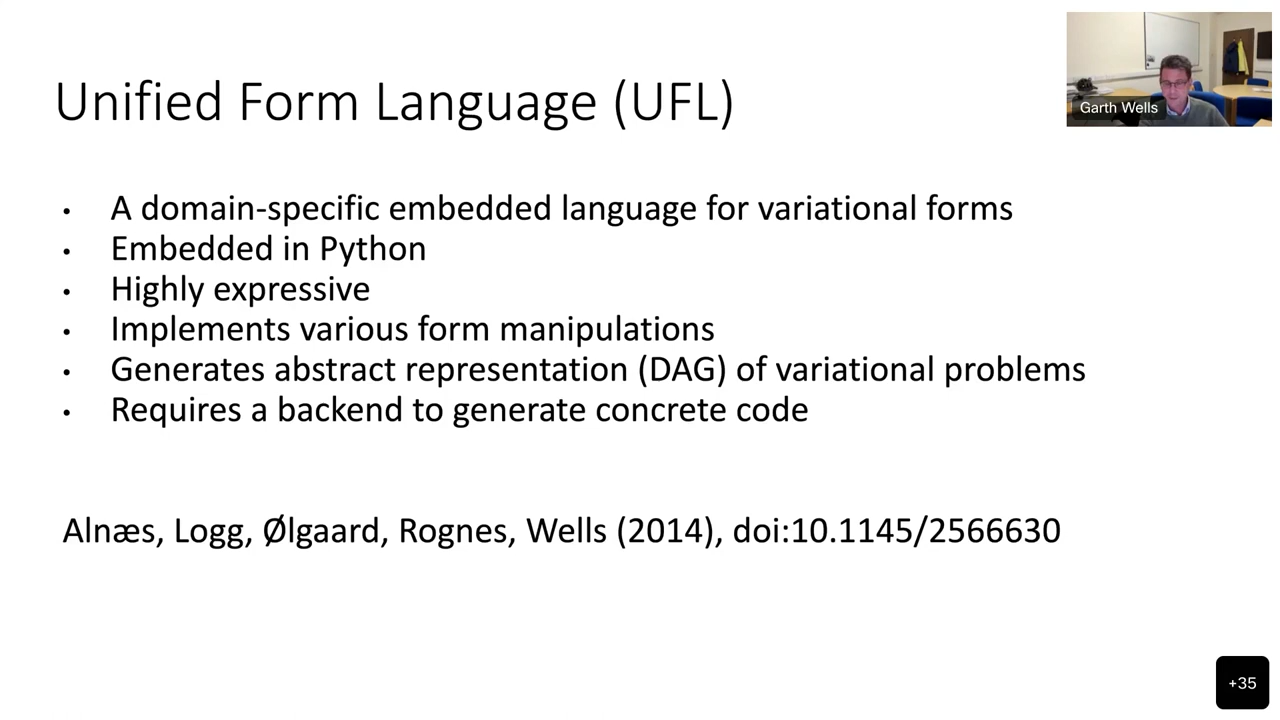 Unified Form Language (UFL)
Garth Wells
• A domain-specific embedded language for variational forms
• Embedded in Python
• Highly expressive
• Implements various form manipulations
• Generates abstract representation (DAG) of variational problems
• Requires a backend to generate concrete code
Alnæs, Logg, Ølgaard, Rognes, Wells (2014), doi:10.1145/2566630
+35